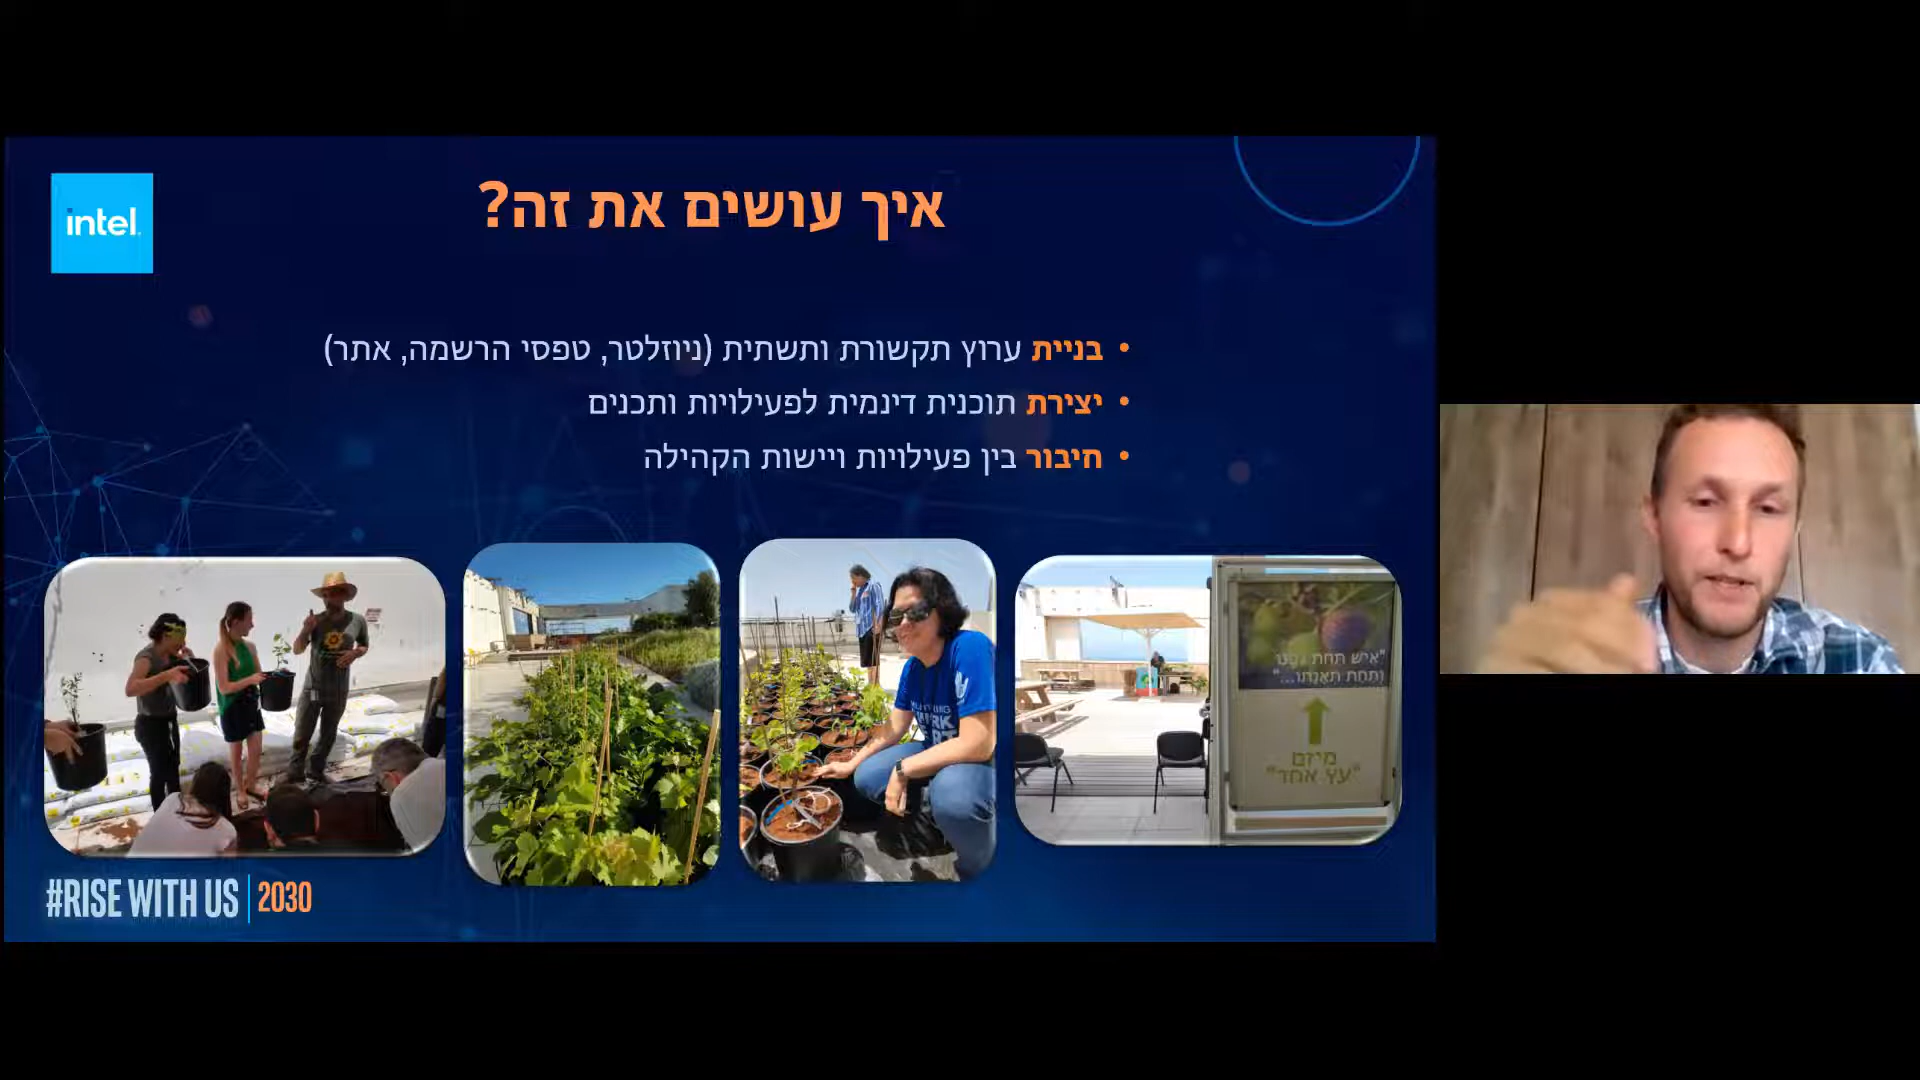 intel.
איך עושים את זה?
• בניית ערוץ תקשורת ותשתית (ניוזלטר, טפסי הרשמה, אתר)
• יצירת תוכנית דינמית לפעילויות ותכנים
• חיבור בין פעילויות ויישות הקהילה
"איש תחת גפנו
ותחת תאנתו..."
מיזם
"עץ אחד"
#RISE WITH US | 2030